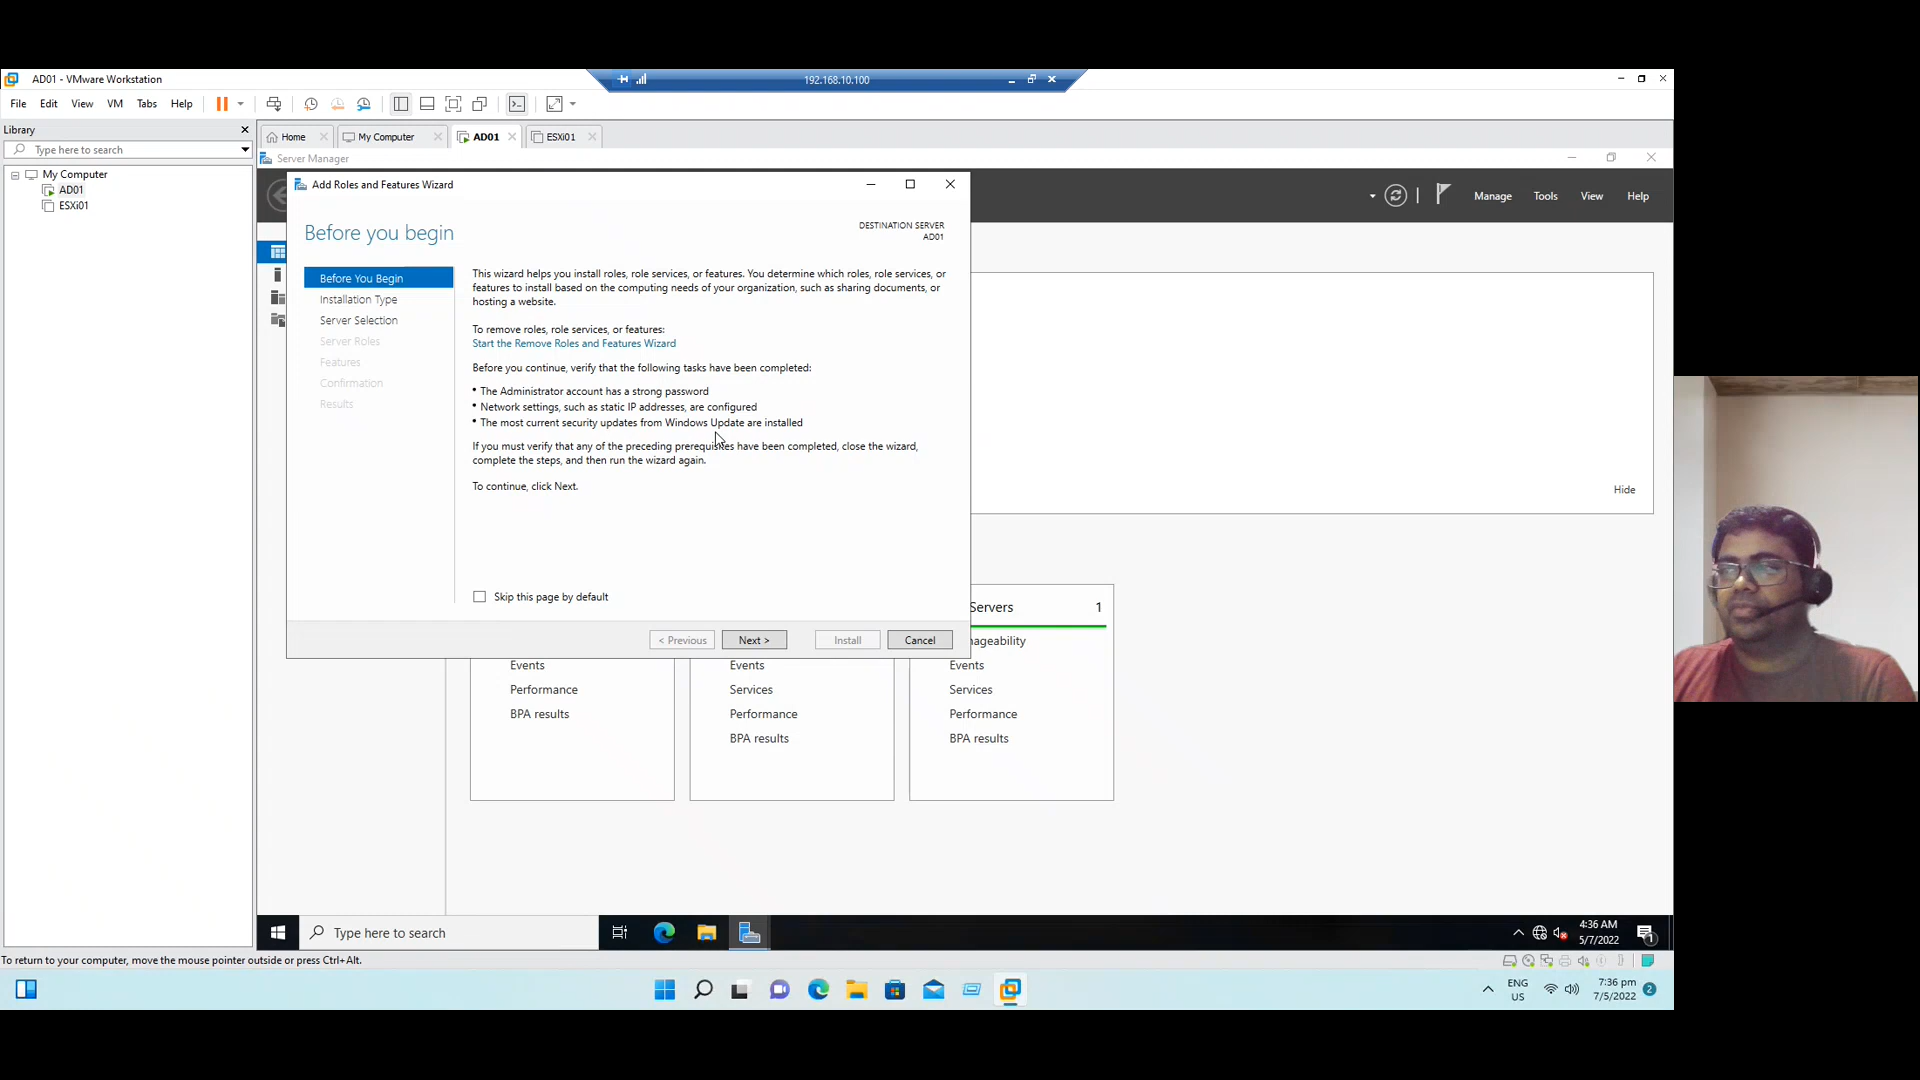 AD01 - VMware Workstation
192.168.10.100
File Edit View VM Tabs Help
Library
Type here to search
My Computer
AD01
ESXi01
Home
My Computer
AD01
ESXi01
Server Manager
Manage Tools View Help
Add Roles and Features Wizard
Before you begin
DESTINATION SERVER
AD01
Before You Begin
Installation Type
Server Selection
Server Roles
Features
Confirmation
Results
This wizard helps you install roles, role services, or features. You determine which roles, role services, or
features to install based on the computing needs of your organization, such as sharing documents, or
hosting a website.
To remove roles, role services, or features:
Start the Remove Roles and Features Wizard
Before you continue, verify that the following tasks have been completed:
• The Administrator account has a strong password
• Network settings, such as static IP addresses, are configured
• The most current security updates from Windows Update are installed
If you must verify that any of the preceding prerequisites have been completed, close the wizard,
complete the steps, and then run the wizard again.
To continue, click Next.
Skip this page by default
< Previous
Next >
Install
Cancel
Hide
Servers 1
nageability
Events
Performance
BPA results
Events
Services
Performance
BPA results
Events
Services
Performance
BPA results
Type here to search
4:36 AM
5/7/2022
1
To return to your computer, move the mouse pointer outside or press Ctrl+Alt.
ENG
US
7:36 pm
7/5/2022
2